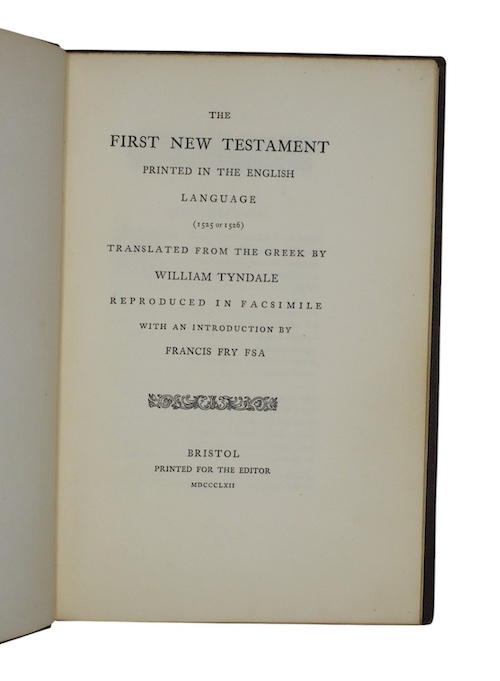 THE
FIRST NEW TESTAMENT
PRINTED IN THE ENGLISH
LANGUAGE
(1525 or 1526)
TRANSLATED FROM THE GREEK BY
WILLIAM TYNDALE
REPRODUCED IN FACSIMILE
WITH AN INTRODUCTION BY
FRANCIS FRY FSA
BRISTOL
PRINTED FOR THE EDITOR
MDCCCLXII